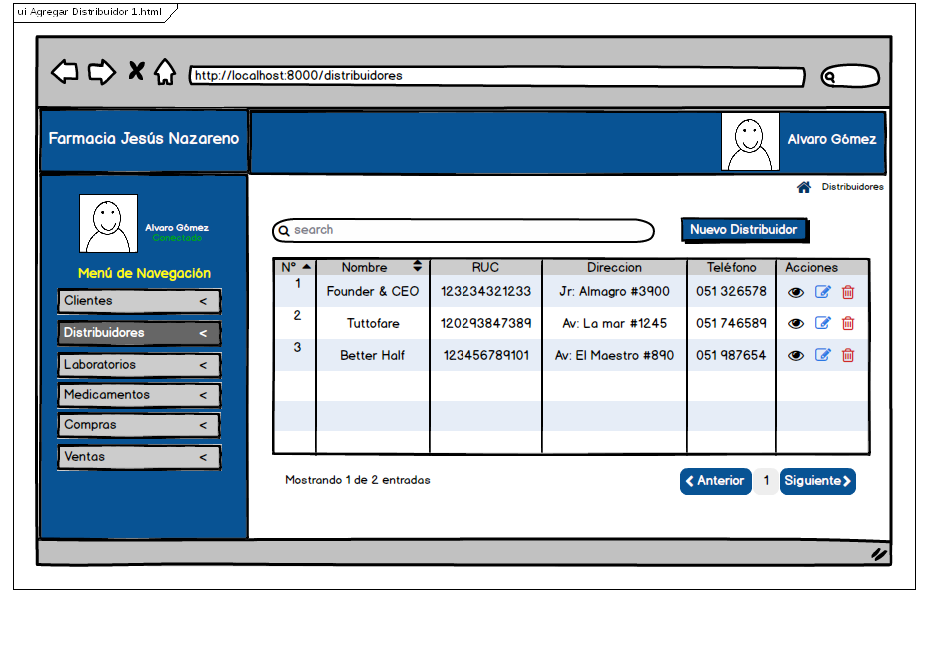 ui Agregar Distribuidor 1.html
http://localhost:8000/distribuidores
Farmacia Jesús Nazareno
Alvaro Gómez
Distribuidores
Alvaro Gómez
Conectado
Menú de Navegación
Clientes <
Distribuidores <
Laboratorios <
Medicamentos <
Compras <
Ventas <
search
Nuevo Distribuidor
N° Nombre RUC Direccion Teléfono Acciones
1 Founder & CEO 123234321233 Jr: Almagro #3900 051 326578
2 Tuttofare 120293847389 Av: La mar #1245 051 746589
3 Better Half 123456789101 Av: El Maestro #890 051 987654
Mostrando 1 de 2 entradas
Anterior 1 Siguiente